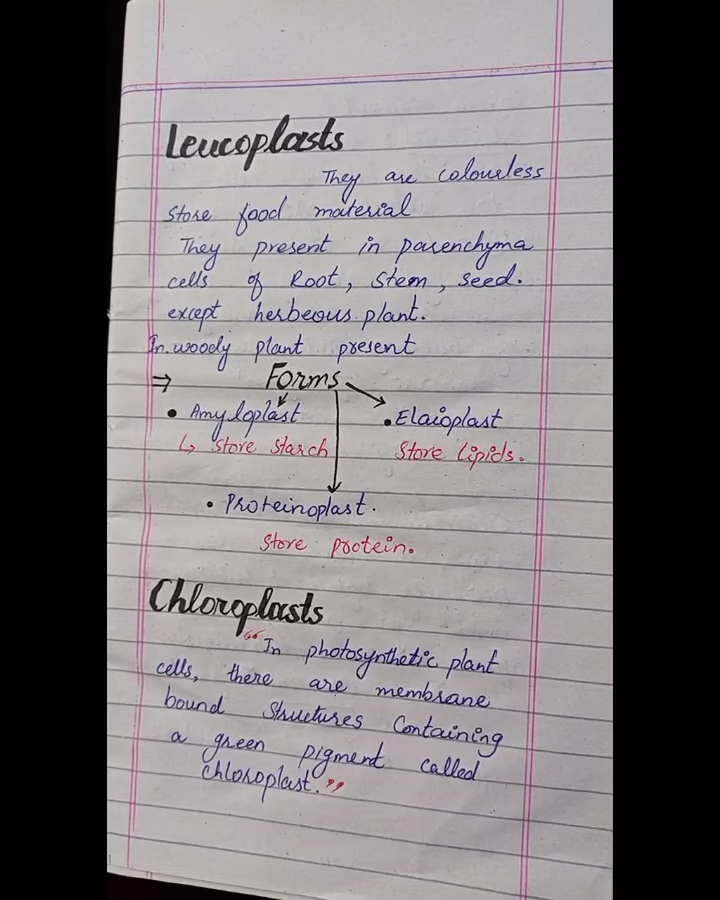 Leucoplasts
They are colourless
store food material
They present in parenchyma
cells of Root, Stem, seed.
except herbeous plant.
In woody plant present
⇒ Forms
• Amyloplast
↳ store starch
• Elaioplast
Store Lipids.
• Proteinoplast.
Store protein.
Chloroplasts
“In photosynthetic plant
cells, there are membrane
bound Structures Containing
a green pigment called
Chloroplast.”